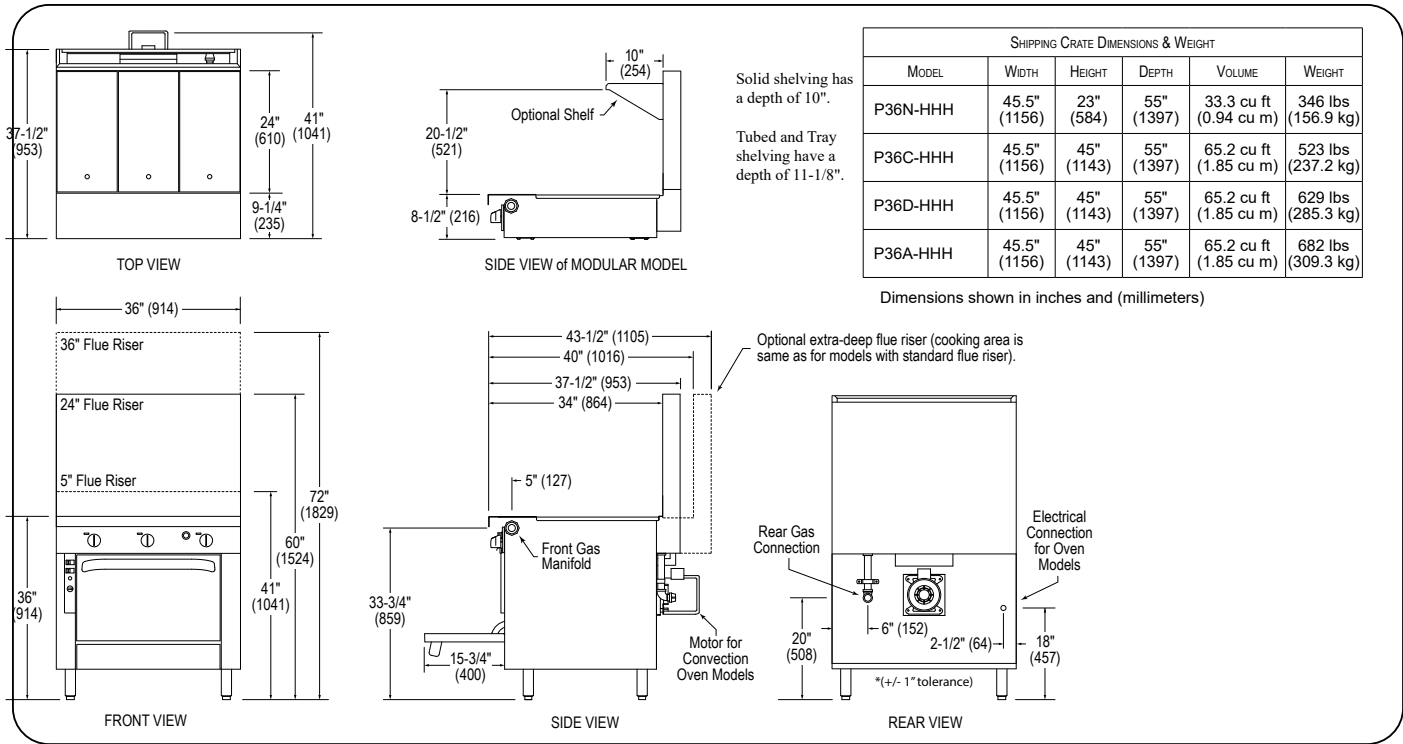 37-1/2"
(953)
24"
(610)
41"
(1041)
9-1/4"
(235)
TOP VIEW
10"
(254)
Optional Shelf
20-1/2"
(521)
8-1/2" (216)
SIDE VIEW of MODULAR MODEL
Solid shelving has
a depth of 10".
Tubed and Tray
shelving have a
depth of 11-1/8".
SHIPPING CRATE DIMENSIONS & WEIGHT
MODEL WIDTH HEIGHT DEPTH VOLUME WEIGHT
P36N-HHH 45.5" (1156) 23" (584) 55" (1397) 33.3 cu ft (0.94 cu m) 346 lbs (156.9 kg)
P36C-HHH 45.5" (1156) 45" (1143) 55" (1397) 65.2 cu ft (1.85 cu m) 523 lbs (237.2 kg)
P36D-HHH 45.5" (1156) 45" (1143) 55" (1397) 65.2 cu ft (1.85 cu m) 629 lbs (285.3 kg)
P36A-HHH 45.5" (1156) 45" (1143) 55" (1397) 65.2 cu ft (1.85 cu m) 682 lbs (309.3 kg)
Dimensions shown in inches and (millimeters)
36" (914)
36" Flue Riser
24" Flue Riser
5" Flue Riser
72"
(1829)
60"
(1524)
41"
(1041)
36"
(914)
FRONT VIEW
43-1/2" (1105)
40" (1016)
37-1/2" (953)
34" (864)
Optional extra-deep flue riser (cooking area is
same as for models with standard flue riser).
5" (127)
Front Gas
Manifold
33-3/4"
(859)
15-3/4"
(400)
Motor for
Convection
Oven Models
SIDE VIEW
Rear Gas
Connection
Electrical
Connection
for Oven
Models
20"
(508)
6" (152)
2-1/2" (64)
18"
(457)
*(+/- 1" tolerance)
REAR VIEW